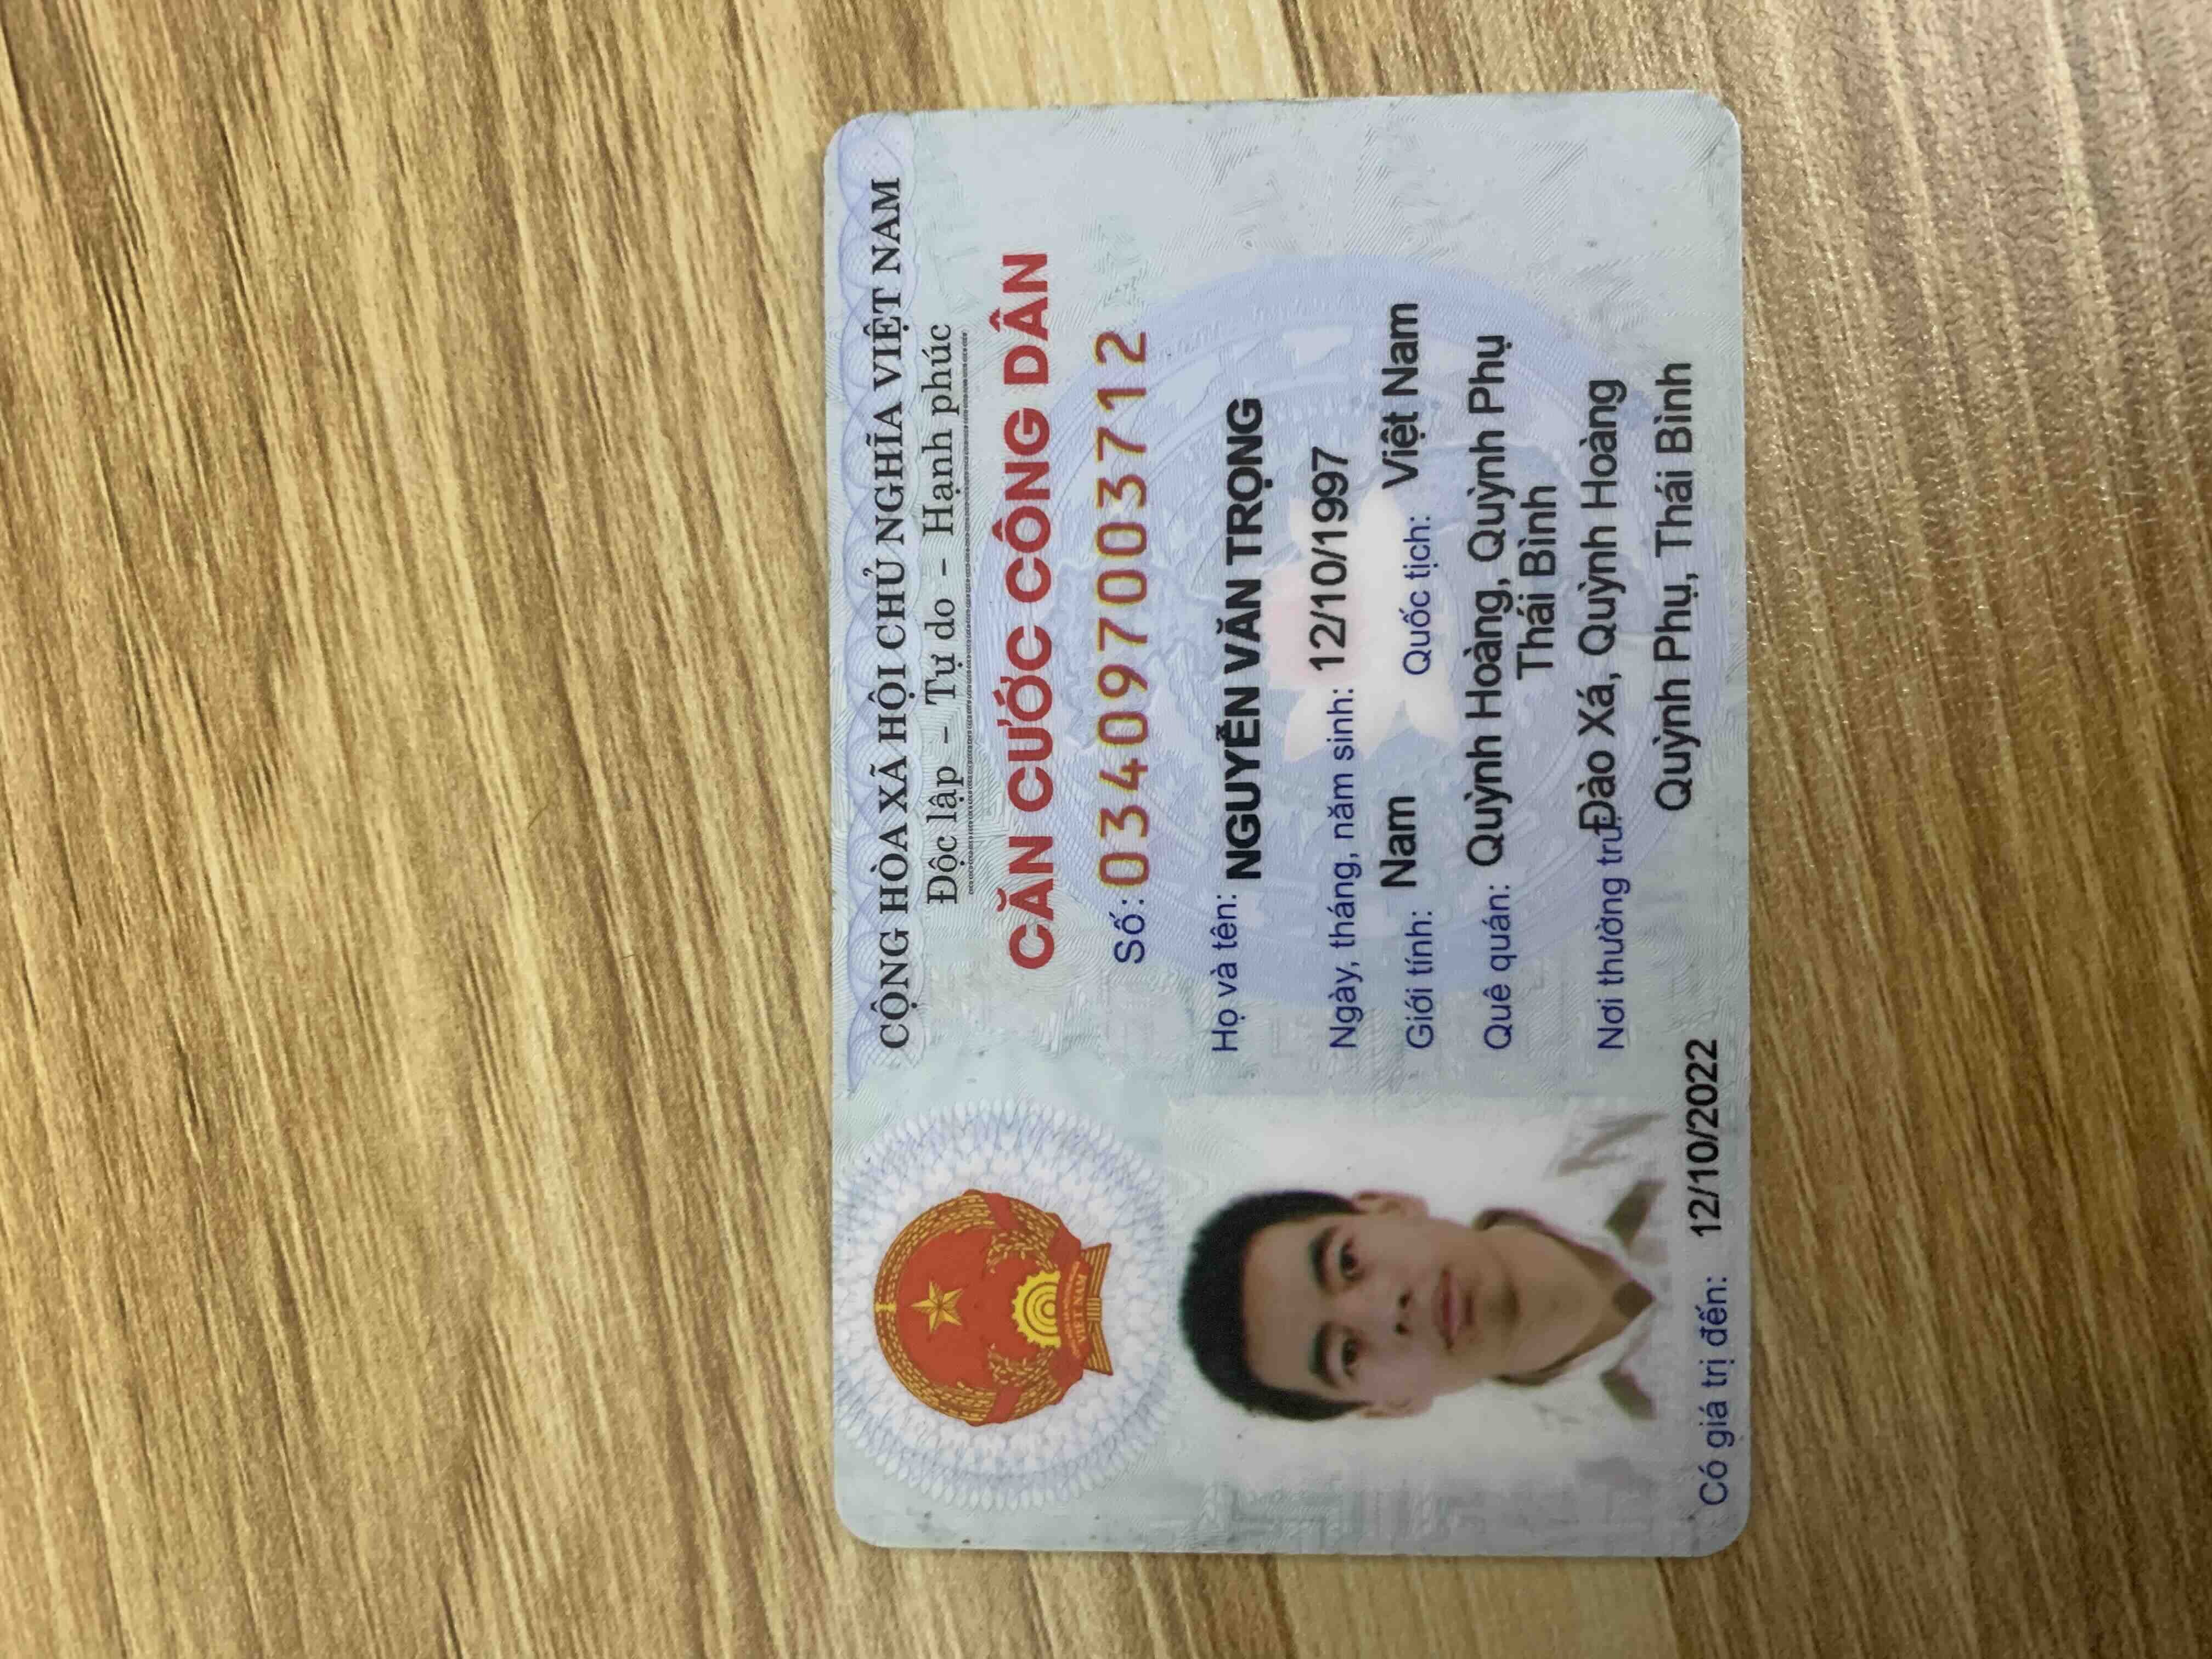 CỘNG HÒA XÃ HỘI CHỦ NGHĨA VIỆT NAM
Độc lập – Tự do – Hạnh phúc
CĂN CƯỚC CÔNG DÂN
Số: 034097003712
Họ và tên: NGUYỄN VĂN TRỌNG
Ngày, tháng, năm sinh: 12/10/1997
Giới tính: Nam Quốc tịch: Việt Nam
Quê quán: Quỳnh Hoàng, Quỳnh Phụ
Thái Bình
Nơi thường trú: Đào Xá, Quỳnh Hoàng
Quỳnh Phụ, Thái Bình
Có giá trị đến: 12/10/2022
VIỆT NAM